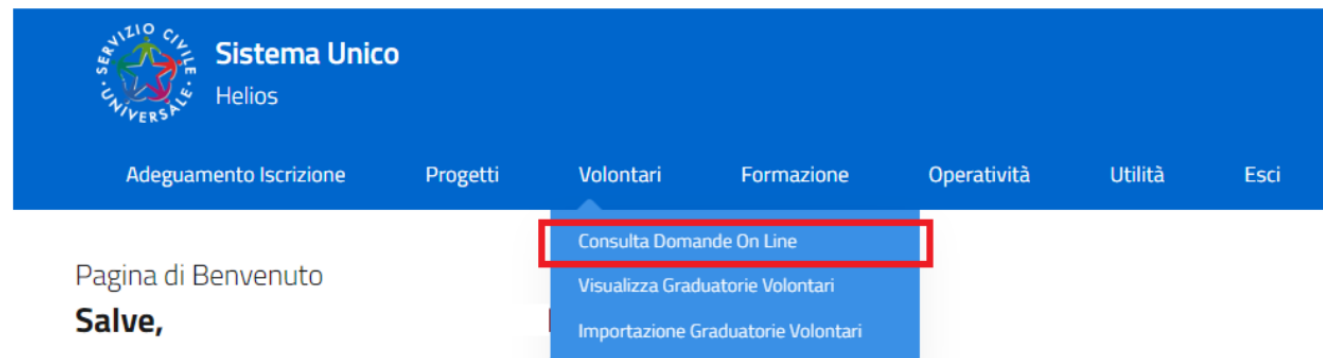 SERVIZIO CIVILE UNIVERSALE
Sistema Unico
Helios
Adeguamento Iscrizione Progetti Volontari Formazione Operatività Utilità Esci
Consulta Domande On Line
Pagina di Benvenuto
Visualizza Graduatorie Volontari
Salve,
Importazione Graduatorie Volontari